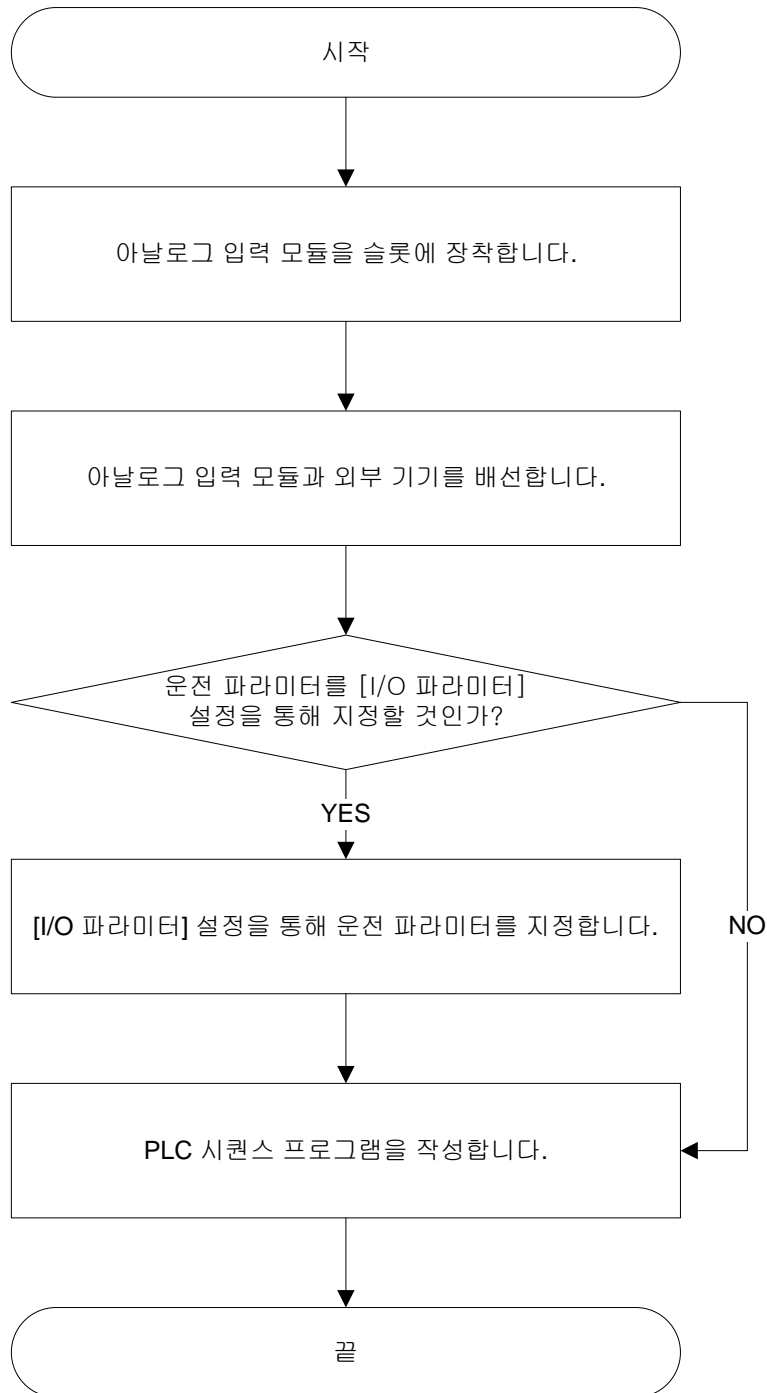 시작
아날로그 입력 모듈을 슬롯에 장착합니다.
아날로그 입력 모듈과 외부 기기를 배선합니다.
운전 파라미터를 [I/O 파라미터]
설정을 통해 지정할 것인가?
YES
[I/O 파라미터] 설정을 통해 운전 파라미터를 지정합니다.
NO
PLC 시퀀스 프로그램을 작성합니다.
끝